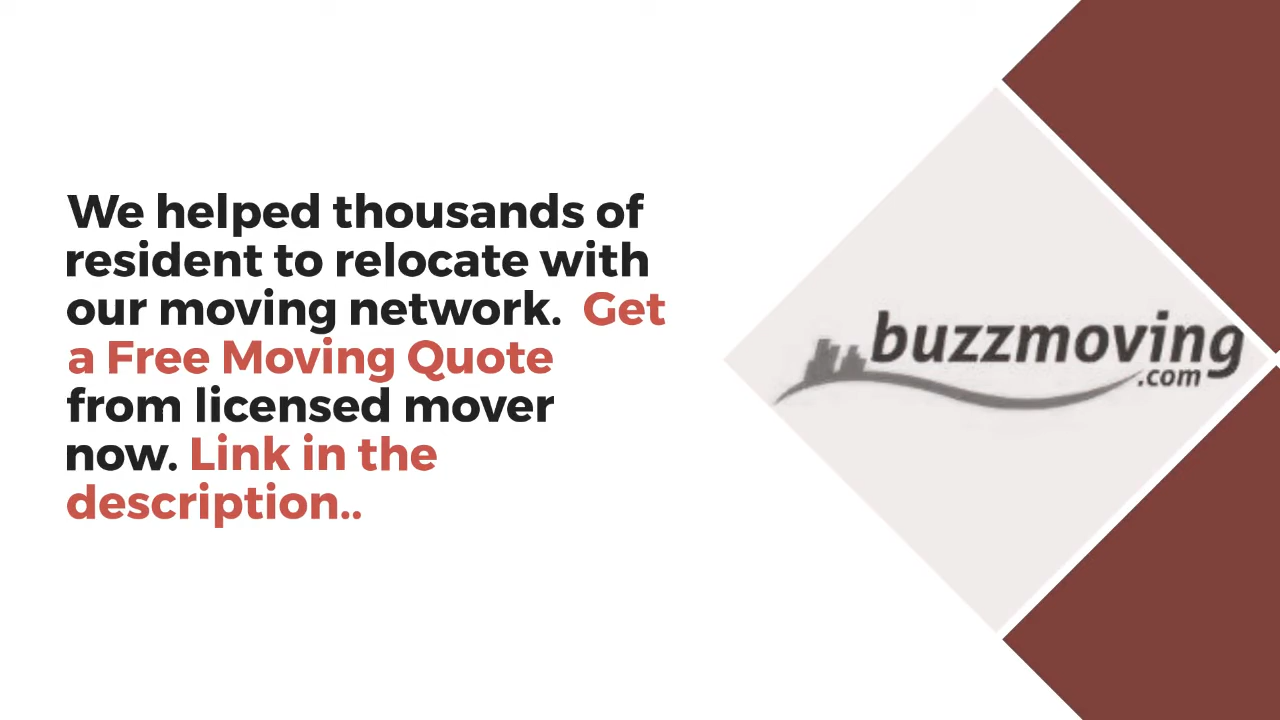 We helped thousands of
resident to relocate with
our moving network.  Get
a Free Moving Quote
from licensed mover
now. Link in the
description..
buzzmoving
.com